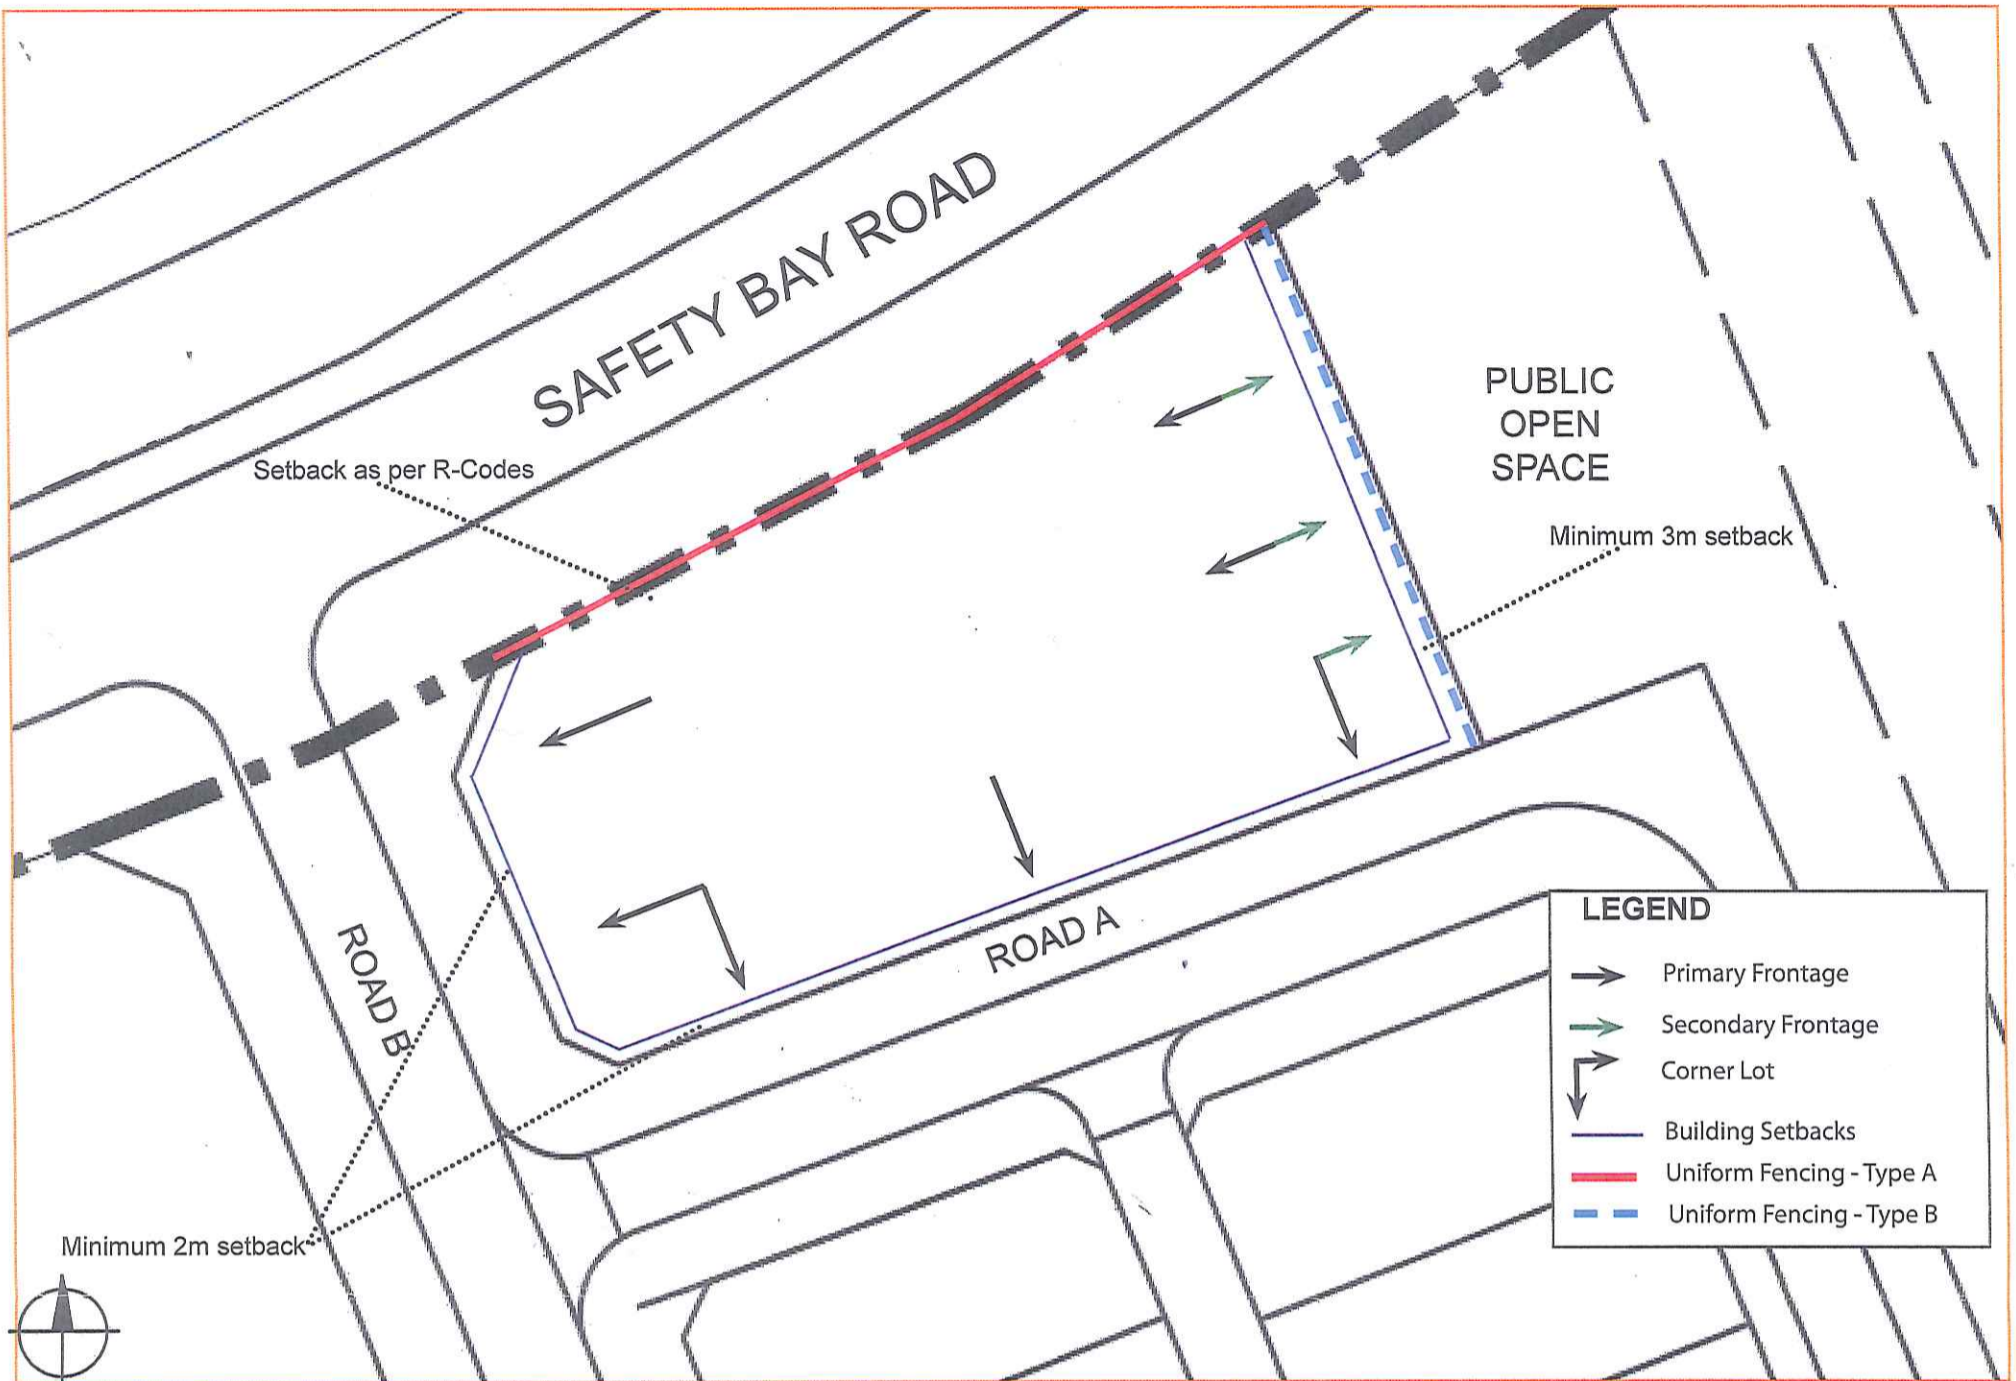 SAFETY BAY ROAD
Setback as per R-Codes
PUBLIC
OPEN
SPACE
Minimum 3m setback
ROAD A
ROAD B
Minimum 2m setback
LEGEND
Primary Frontage
Secondary Frontage
Corner Lot
Building Setbacks
Uniform Fencing - Type A
Uniform Fencing - Type B